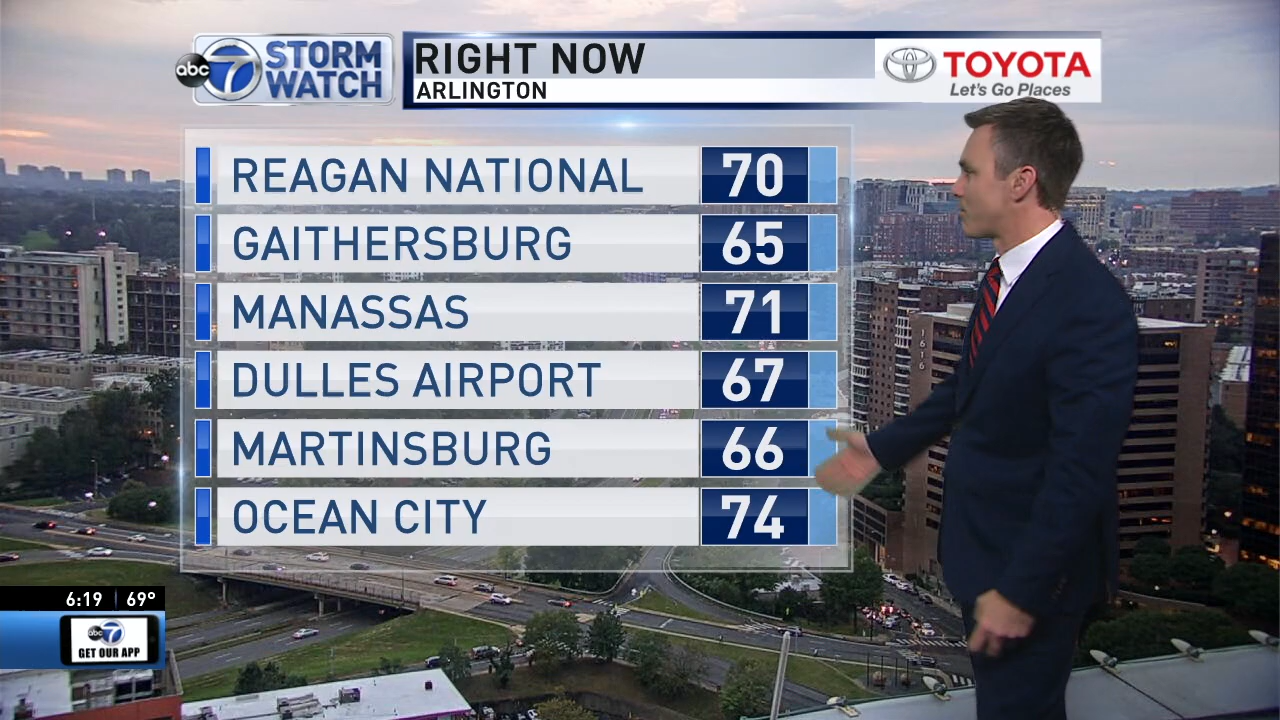 abc 7 STORM WATCH
RIGHT NOW
ARLINGTON
TOYOTA
Let's Go Places
REAGAN NATIONAL 70
GAITHERSBURG 65
MANASSAS 71
DULLES AIRPORT 67
MARTINSBURG 66
OCEAN CITY 74
1616
6:19 69°
abc 7
GET OUR APP